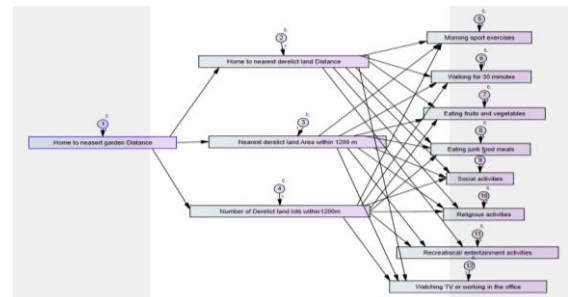 c.
1
Home to neasert garden Distance
c.
2
Home to nearest derelict land Distance
c.
3
Nearest derelict land Area within 1200 m
c.
4
Number of Derelict land lots within1200m
c.
5
Morning sport exercises
c.
6
Walking for 30 minutes
c.
7
Eating fruits and vegetables
c.
8
Eating junk food meals
c.
9
Social activities
c.
10
Religious activities
c.
11
Recreational/ entertainment activities
c.
12
Watching TV or working in the office